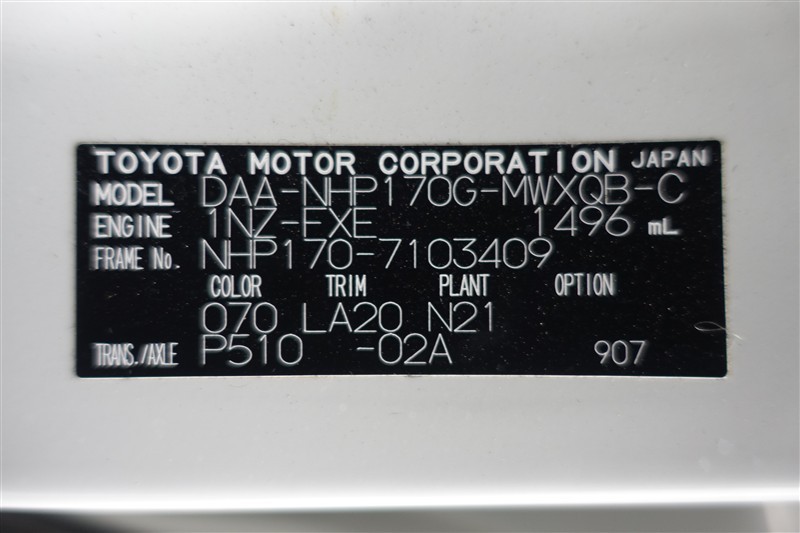 TOYOTA MOTOR CORPORATION JAPAN
MODEL DAA-NHP170G-MWXQB-C
ENGINE 1NZ-FXE 1496 mL
FRAME No. NHP170-7103409
COLOR TRIM PLANT OPTION
070 LA20 N21
TRANS./AXLE P510 -02A 907